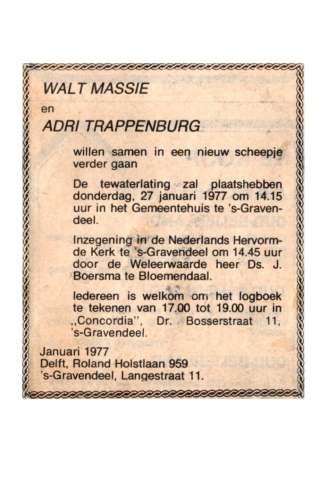 WALT MASSIE
en
ADRI TRAPPENBURG
willen samen in een nieuw scheepje
verder gaan
De tewaterlating zal plaatshebben
donderdag, 27 januari 1977 om 14.15
uur in het Gemeentehuis te 's-Graven-
deel.
Inzegening in de Nederlands Hervorm-
de Kerk te 's-Gravendeel om 14.45 uur
door de Weleerwaarde heer Ds. J.
Boersma te Bloemendaal.
Iedereen is welkom om het logboek
te tekenen van 17.00 tot 19.00 uur in
,,Concordia", Dr. Bosserstraat 11,
's-Gravendeel.
Januari 1977
Delft, Roland Holstlaan 959
's-Gravendeel, Langestraat 11.